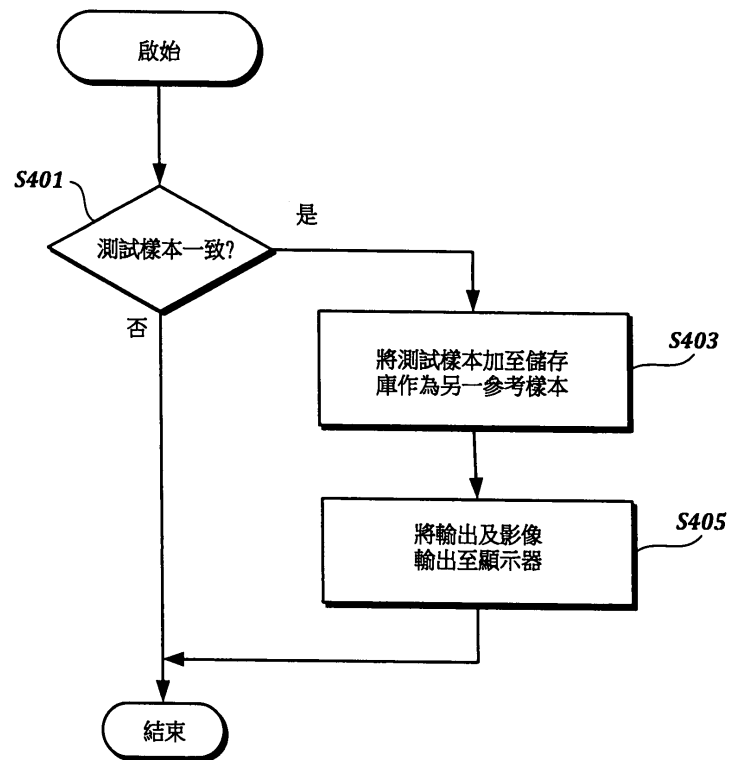 啟始
S401
測試樣本一致?
是
否
將測試樣本加至儲存
庫作為另一參考樣本
S403
將輸出及影像
輸出至顯示器
S405
結束